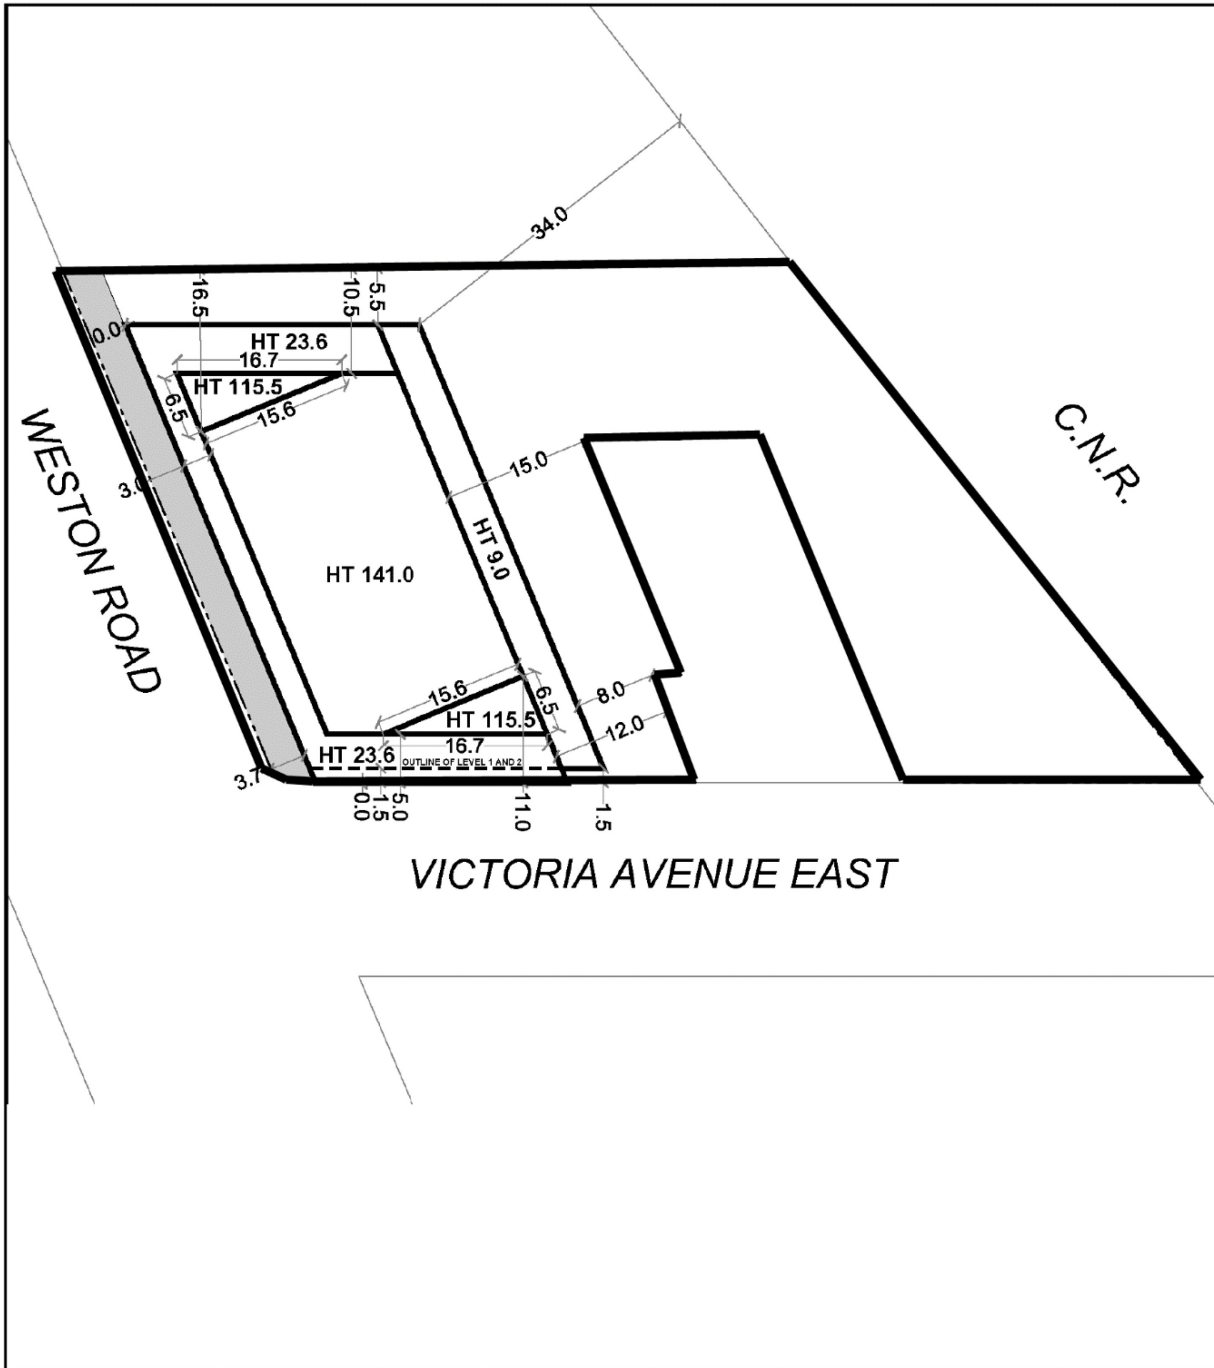 34.0
16.5
10.5
5.5
0.0
HT 23.6
16.7
HT 115.5
6.5
15.6
C.N.R.
WESTON ROAD
3.0
15.0
HT 9.0
HT 141.0
15.6
6.5
8.0
HT 115.5
12.0
16.7
HT 23.6
OUTLINE OF LEVEL 1 AND 2
3.7
0.0
1.5
5.0
11.0
1.5
VICTORIA AVENUE EAST